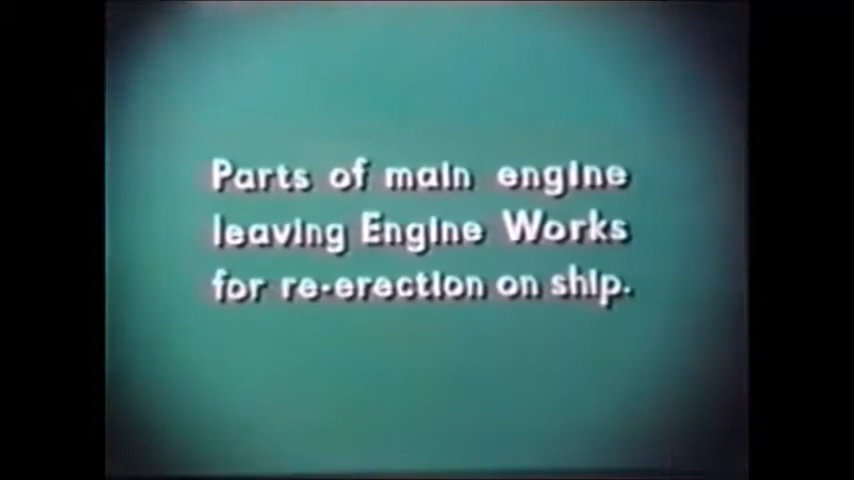 Parts of main engine
leaving Engine Works
for re-erection on ship.